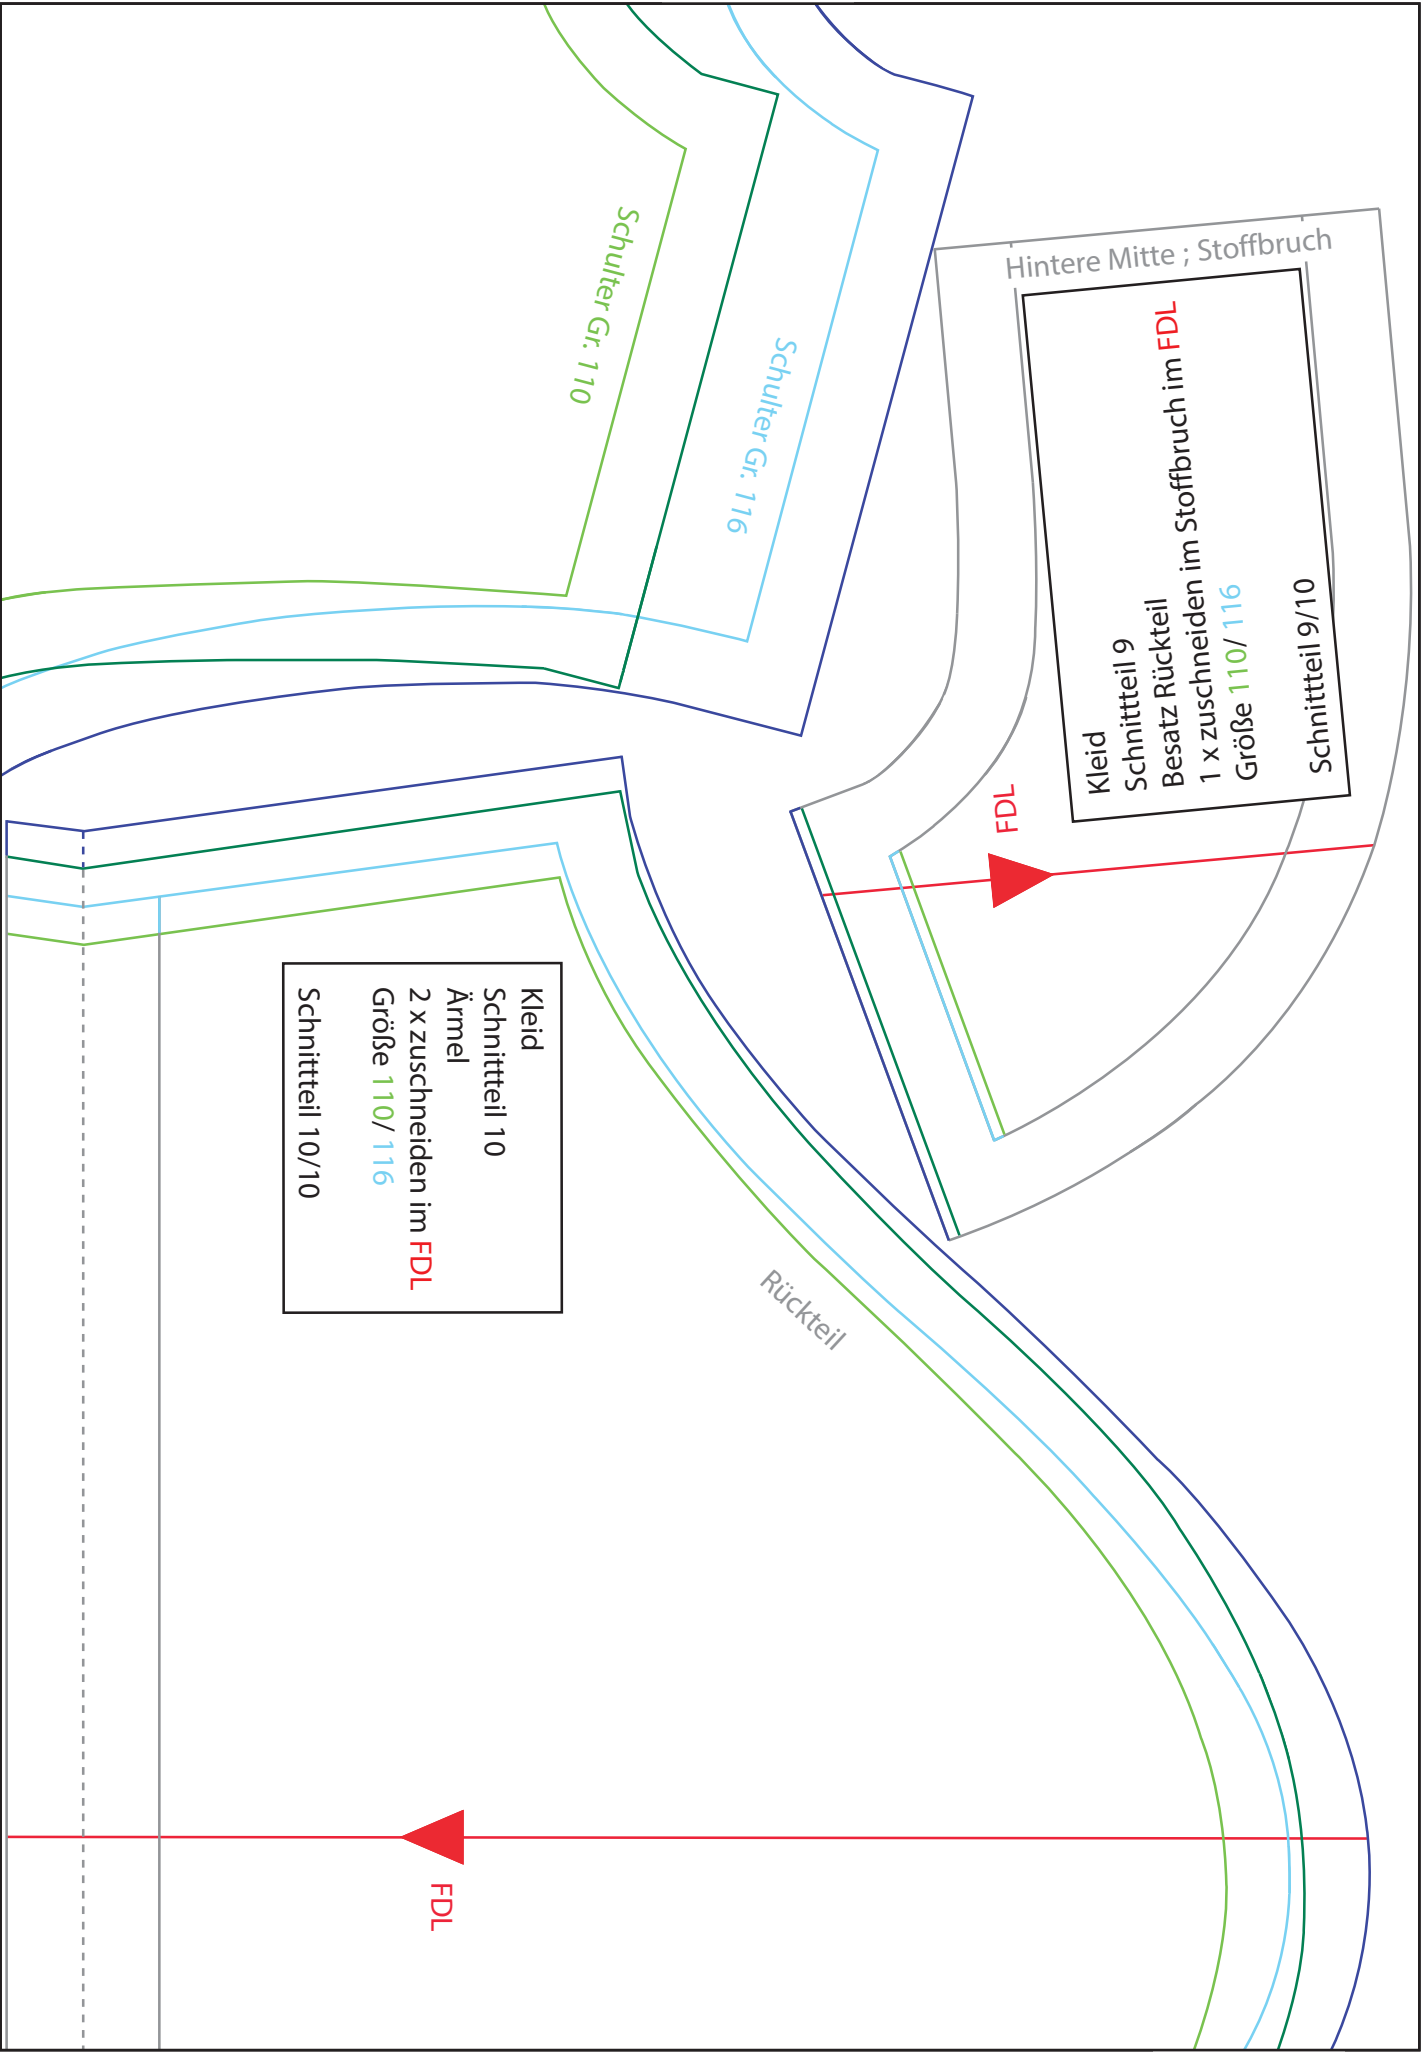 Schulter Gr. 110
Schulter Gr. 116
Hintere Mitte ; Stoffbruch
Kleid
Schnittteil 9
Besatz Rückteil
1 x zuschneiden im Stoffbruch im FDL
Größe 110/ 116
Schnittteil 9/10
FDL
Kleid
Schnittteil 10
Ärmel
2 x zuschneiden im FDL
Größe 110/ 116
Schnittteil 10/10
Rückteil
FDL